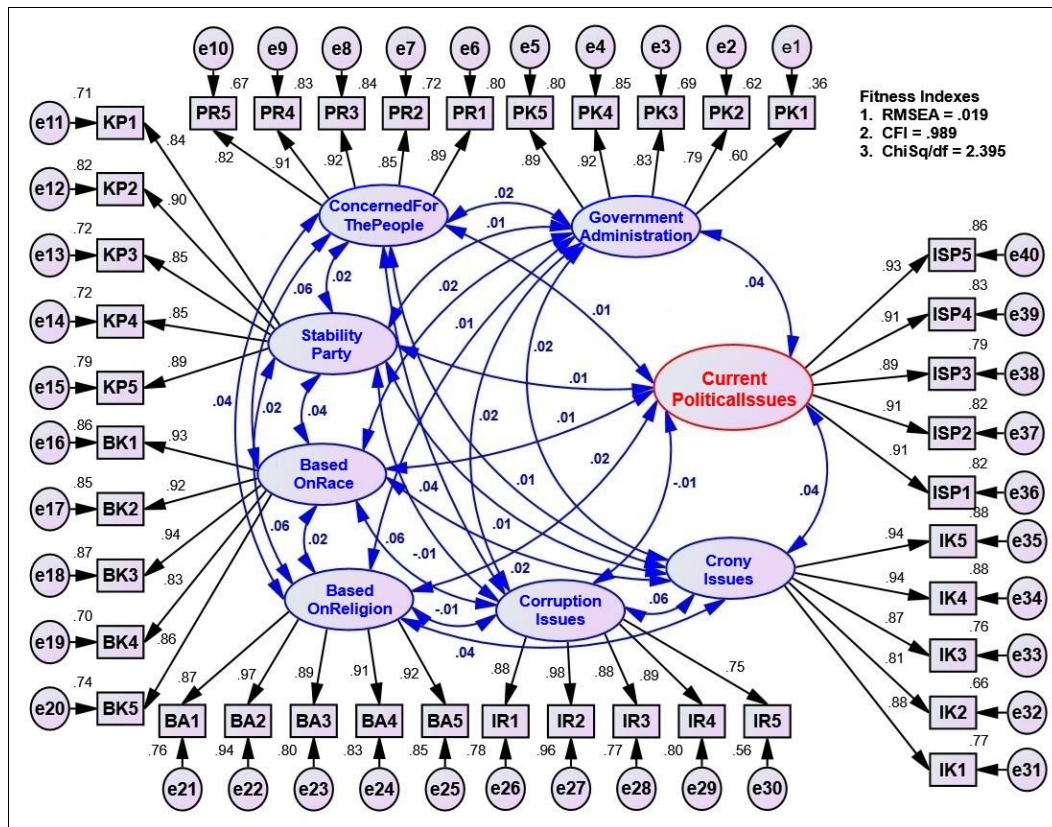 e10 e9 e8 e7 e6 e5 e4 e3 e2 e1
.67 .83 .84 .72 .80 .80 .85 .69 .62 .36
PR5 PR4 PR3 PR2 PR1 PK5 PK4 PK3 PK2 PK1
.82 .91 .92 .85 .89 .89 .92 .83 .79 .60
Fitness Indexes
1. RMSEA = .019
2. CFI = .989
3. ChiSq/df = 2.395
.71
e11 KP1
.84
.82
e12 KP2
.90
.72
e13 KP3
.85
.72
e14 KP4
.85
.79
e15 KP5
.89
.86
e16 BK1
.93
.85
e17 BK2
.92
.87
e18 BK3
.94
.70
e19 BK4
.83
.74
e20 BK5
.86
ConcernedFor
ThePeople
Government
Administration
Stability
Party
Based
OnRace
Based
OnReligion
Corruption
Issues
Crony
Issues
Current
PoliticalIssues
.02
.01
.02
.06
.02
.01
.04
.01
.02
.01
.04
.02
.04
.01
.02
.01
.02
-.01
.04
.01
.04
.06
.02
.06
-.01
.01
.02
-.01
.06
.04
.86
ISP5 e40
.93
.83
ISP4 e39
.91
.79
ISP3 e38
.89
.82
ISP2 e37
.91
.82
ISP1 e36
.91
.88
IK5 e35
.94
.88
IK4 e34
.94
.76
IK3 e33
.87
.66
IK2 e32
.81
.77
IK1 e31
.88
.87 .97 .89 .91 .92 .88 .98 .88 .89 .75
BA1 BA2 BA3 BA4 BA5 IR1 IR2 IR3 IR4 IR5
.76 .94 .80 .83 .85 .78 .96 .77 .80 .56
e21 e22 e23 e24 e25 e26 e27 e28 e29 e30